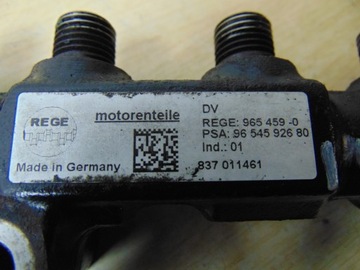 REGE
motorenteile
DV
REGE: 965 459 -0
PSA: 96 545 926 80
Ind.: 01
Made in Germany
837 011461